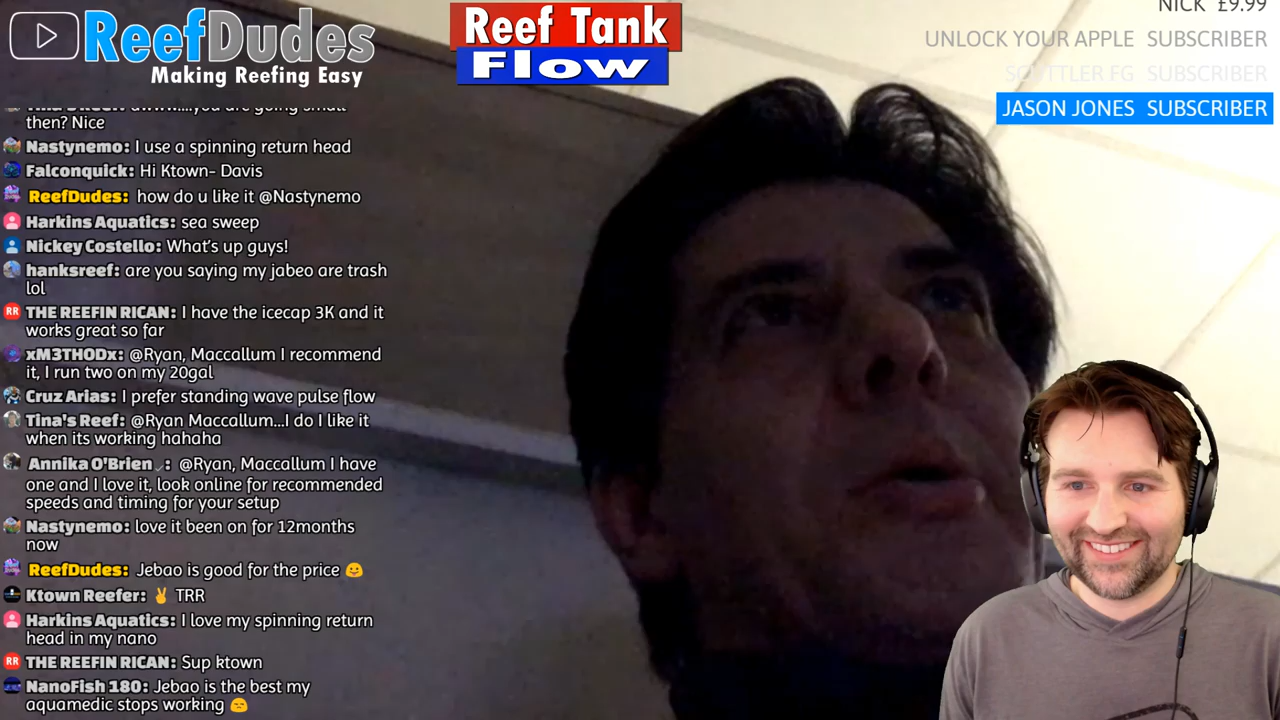 ReefDudes
Making Reefing Easy
Reef Tank
Flow
NICK £9.99
UNLOCK YOUR APPLE SUBSCRIBER
SUBSCRIBER
JASON JONES SUBSCRIBER
then? Nice
Nastynemo: I use a spinning return head
Falconquick: Hi Ktown- Davis
ReefDudes: how do u like it @Nastynemo
Harkins Aquatics: sea sweep
Nickey Costello: What's up guys!
hanksreef: are you saying my jabeo are trash
lol
RR THE REEFIN RICAN: I have the icecap 3K and it
works great so far
xM3THODx: @Ryan, Maccallum I recommend
it, I run two on my 20gal
Cruz Arias: I prefer standing wave pulse flow
Tina's Reef: @Ryan Maccallum...I do I like it
when its working hahaha
Annika O'Brien: @Ryan, Maccallum I have
one and I love it, look online for recommended
speeds and timing for your setup
Nastynemo: love it been on for 12months
now
ReefDudes: Jebao is good for the price 😀
Ktown Reefer: ✌ TRR
Harkins Aquatics: I love my spinning return
head in my nano
RR THE REEFIN RICAN: Sup ktown
NanoFish 180: Jebao is the best my
aquamedic stops working 😔